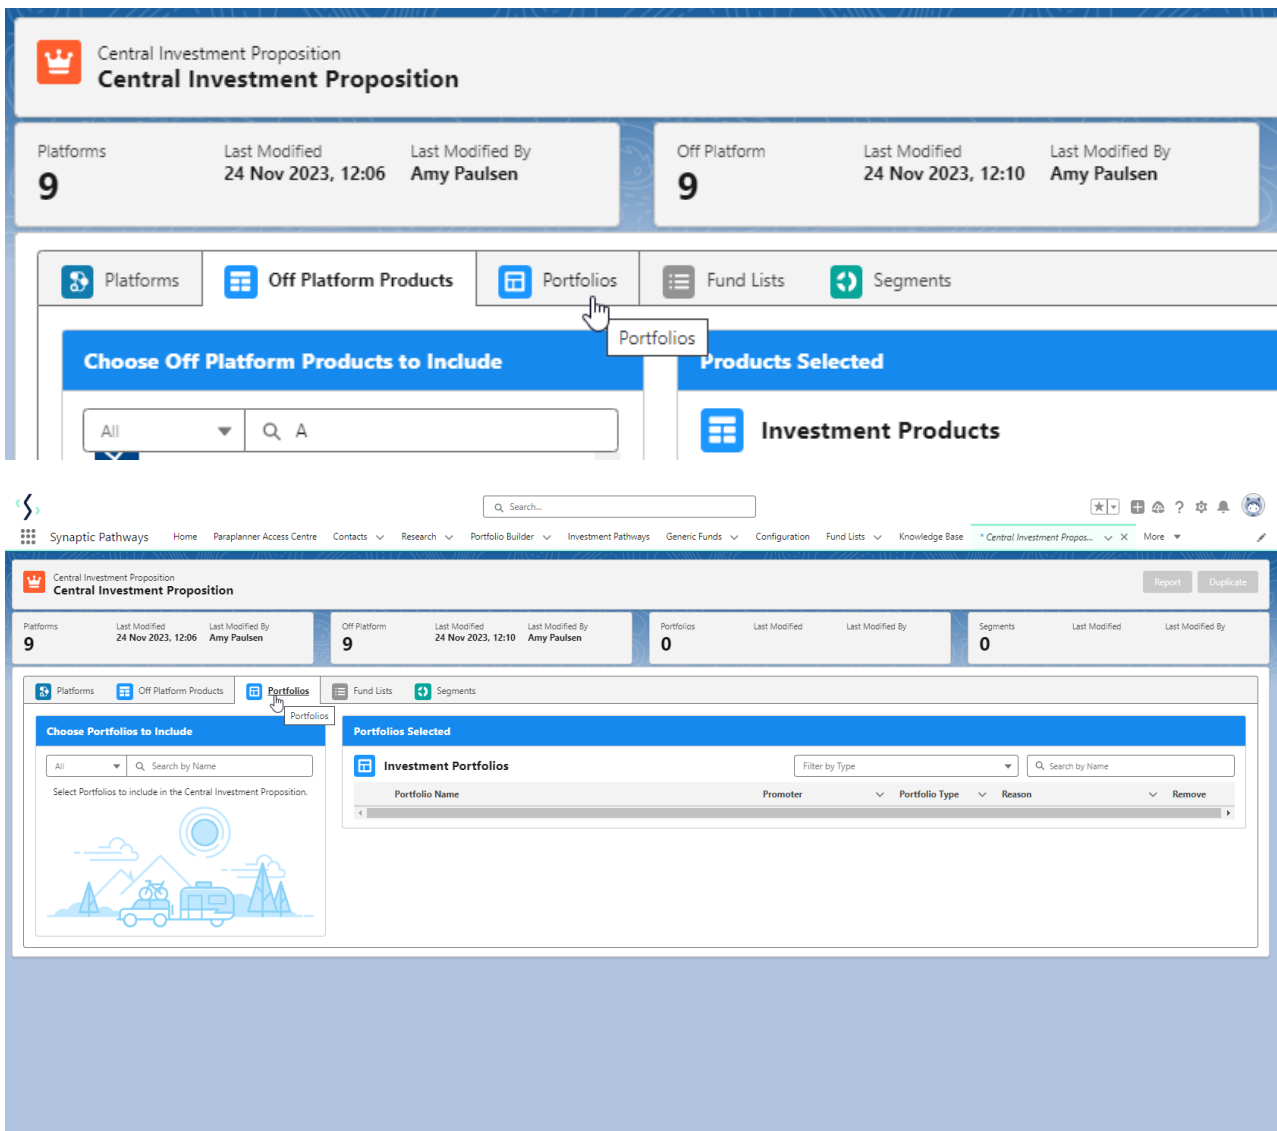 Central Investment Proposition
Central Investment Proposition
Platforms
9
Last Modified
24 Nov 2023, 12:06
Last Modified By
Amy Paulsen
Off Platform
9
Last Modified
24 Nov 2023, 12:10
Last Modified By
Amy Paulsen
Platforms Off Platform Products Portfolios Fund Lists Segments
Portfolios
Choose Off Platform Products to Include
Products Selected
All A
Investment Products
Search...
Synaptic Pathways Home Paraplanner Access Centre Contacts Research Portfolio Builder Investment Pathways Generic Funds Configuration Fund Lists Knowledge Base * Central Investment Propos... More
Central Investment Proposition
Central Investment Proposition
Report Duplicate
Platforms
9
Last Modified
24 Nov 2023, 12:06
Last Modified By
Amy Paulsen
Off Platform
9
Last Modified
24 Nov 2023, 12:10
Last Modified By
Amy Paulsen
Portfolios
0
Last Modified
Last Modified By
Segments
0
Last Modified
Last Modified By
Platforms Off Platform Products Portfolios Fund Lists Segments
Portfolios
Choose Portfolios to Include
All Search by Name
Select Portfolios to include in the Central Investment Proposition.
Portfolios Selected
Investment Portfolios Filter by Type Search by Name
Portfolio Name Promoter Portfolio Type Reason Remove